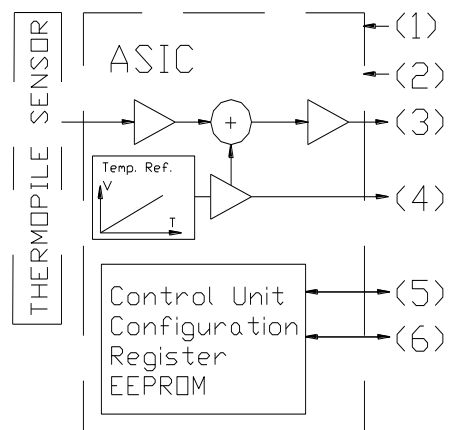 THERMOPILE SENSOR
ASIC
(1)
(2)
(3)
+
Temp. Ref.
V
T
(4)
Control Unit
Configuration
Register
EEPROM
(5)
(6)